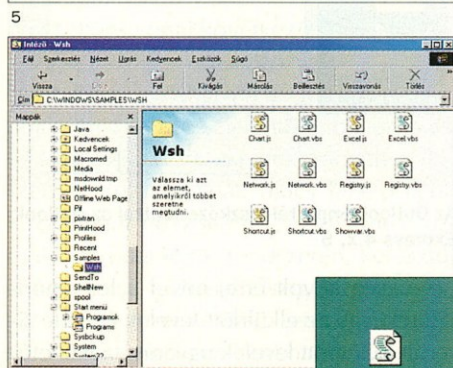 5
Intéző - Wsh
Fájl Szerkesztés Nézet Ugrás Kedvencek Eszközök Súgó
Vissza Fel Kivágás Másolás Beillesztés Visszavonás Törlés
Cím C:\WINDOWS\SAMPLES\WSH
Mappák
Java
Kedvencek
Local Settings
Macromed
Media
msdownld.tmp
NetHood
Offline Web Page
Pif
pwtran
PrintHood
Profiles
Recent
Samples
Wsh
SendTo
ShellNew
spool
Start menü
Programok
Programs
Sysbckup
System
System32
Wsh
Válassza ki azt
az elemet,
amelyikről többet
szeretne
megtudni.
Chart.js Chart.vbs Excel.js Excel.vbs
Network.js Network.vbs Registry.js Registry.vbs
Shortcut.js Shortcut.vbs Showvar.vbs